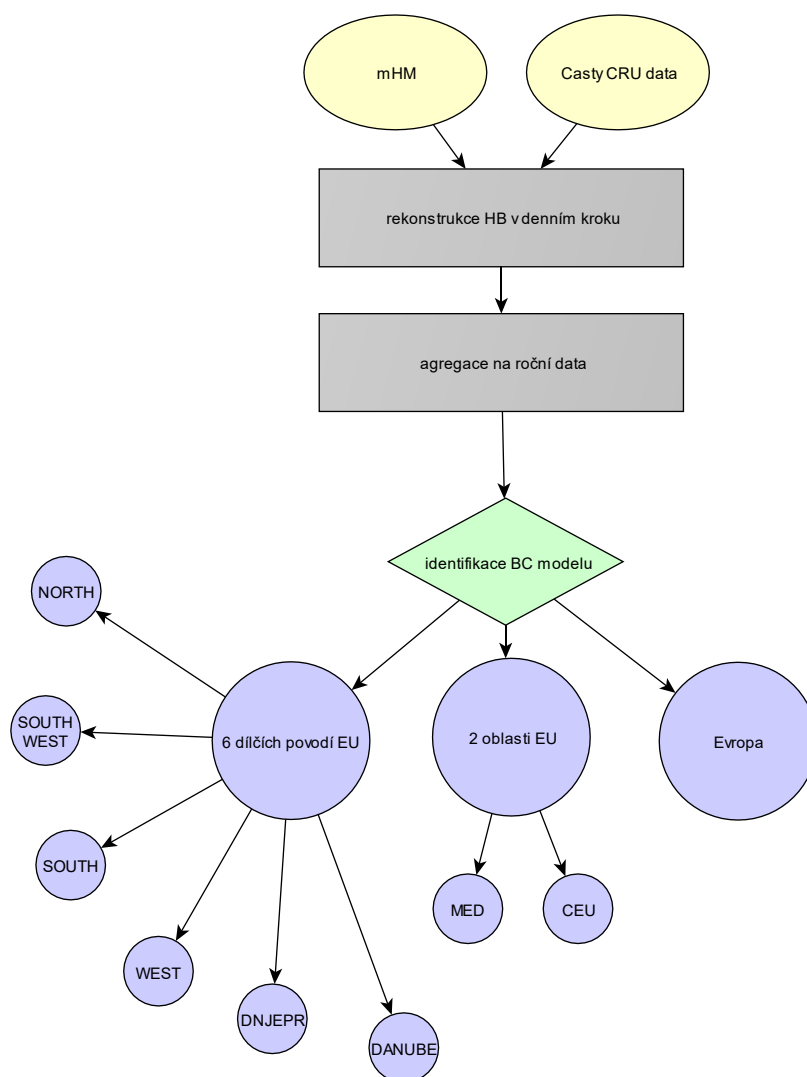 mHM
Casty CRU data
rekonstrukce HB v denním kroku
agregace na roční data
identifikace BC modelu
NORTH
SOUTH
WEST
6 dílčích povodí EU
2 oblasti EU
Evropa
SOUTH
MED
CEU
WEST
DNJEPR
DANUBE